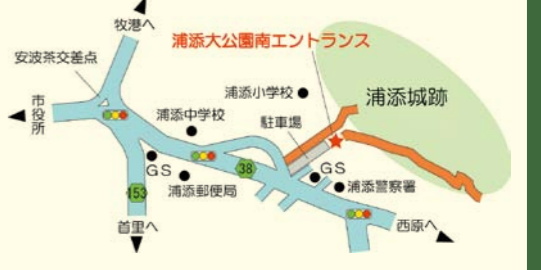 牧港へ
浦添大公園南エントランス
安波茶交差点
浦添小学校
浦添城跡
市役所
浦添中学校
駐車場
GS
38
GS
153
浦添郵便局
浦添警察署
首里へ
西原へ